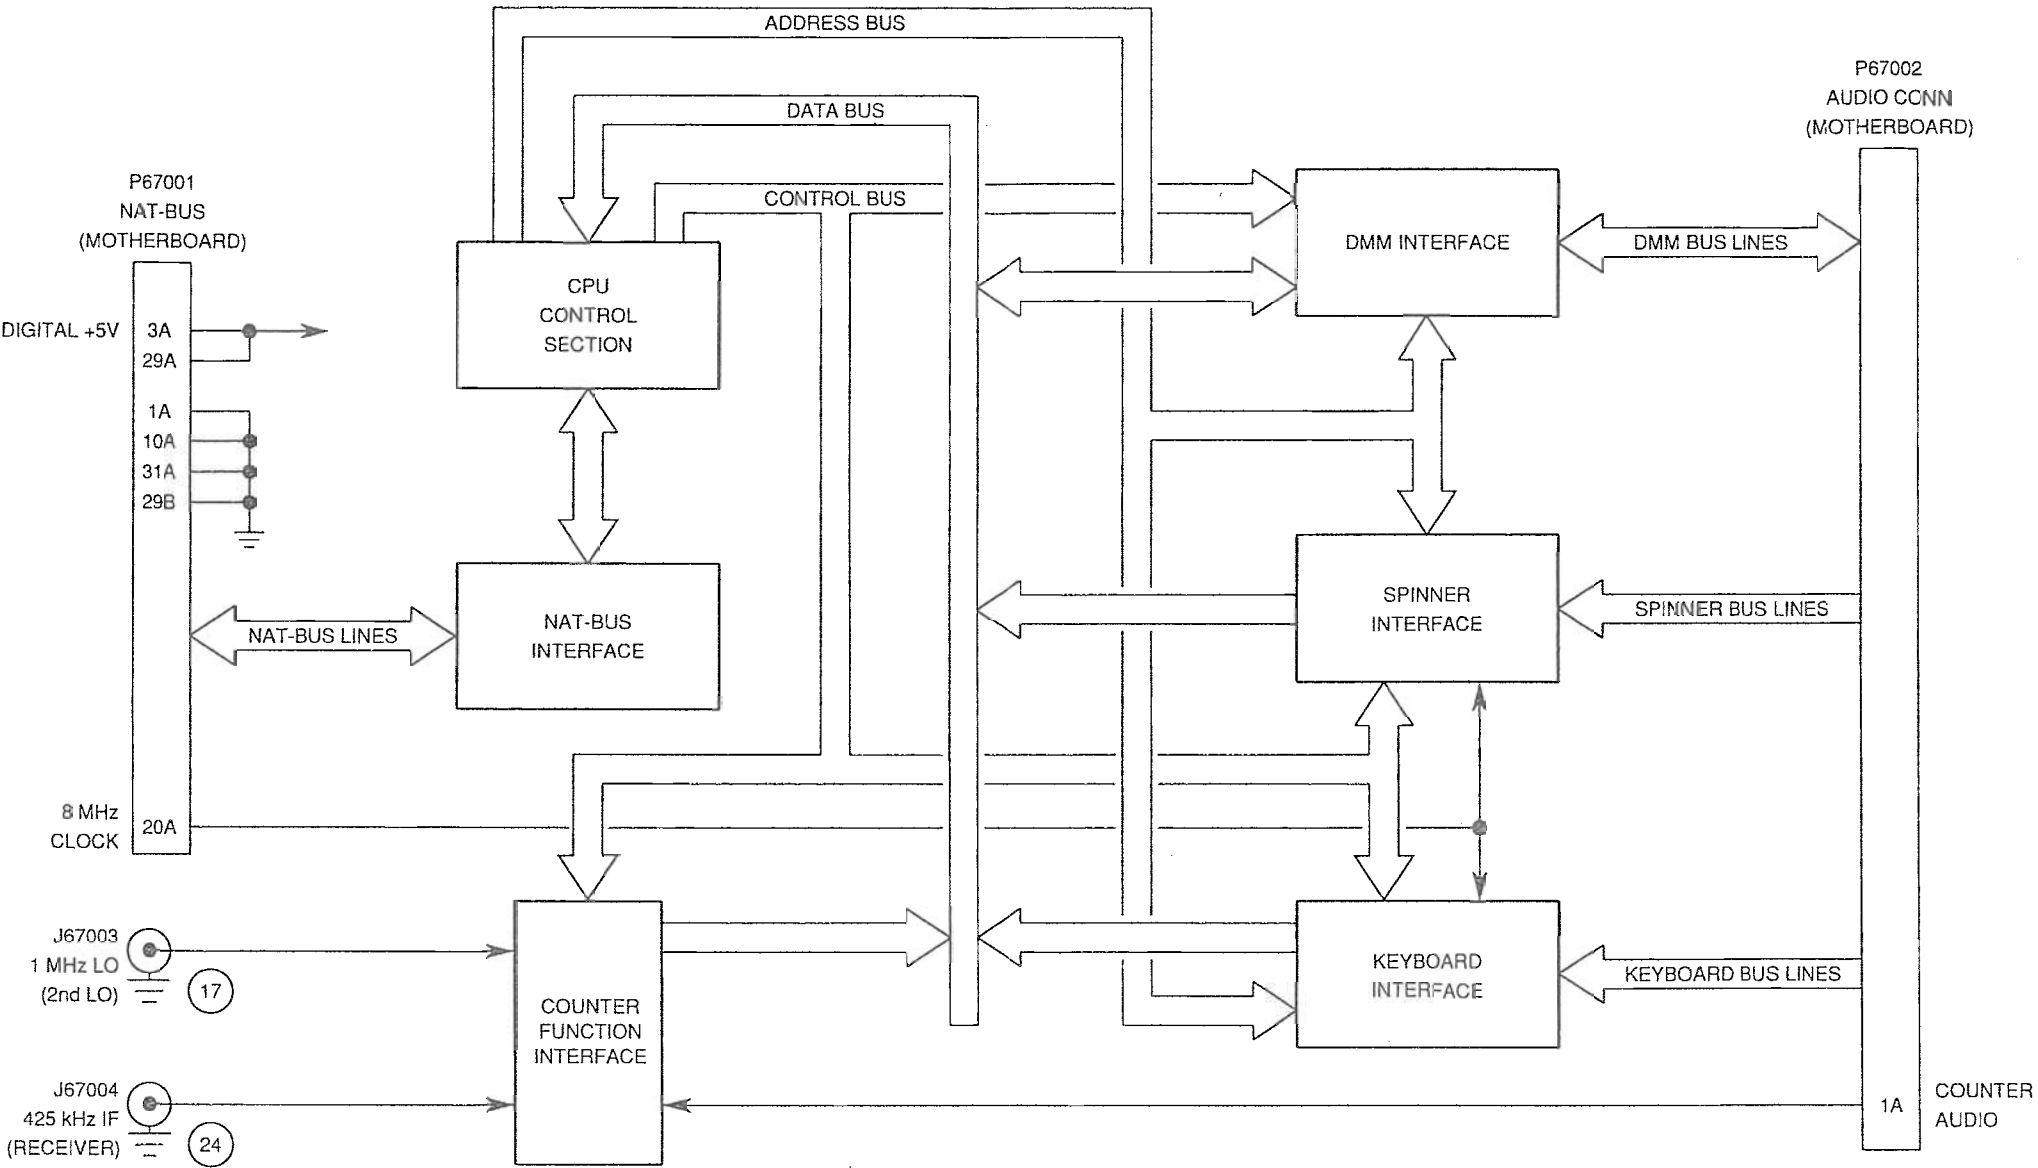 ADDRESS BUS
DATA BUS
CONTROL BUS
P67001
NAT-BUS
(MOTHERBOARD)
DIGITAL +5V
3A
29A
1A
10A
31A
29B
NAT-BUS LINES
8 MHz
CLOCK
20A
CPU
CONTROL
SECTION
NAT-BUS
INTERFACE
J67003
1 MHz LO
(2nd LO)
17
J67004
425 kHz IF
(RECEIVER)
24
COUNTER
FUNCTION
INTERFACE
DMM INTERFACE
SPINNER
INTERFACE
KEYBOARD
INTERFACE
DMM BUS LINES
SPINNER BUS LINES
KEYBOARD BUS LINES
P67002
AUDIO CONN
(MOTHERBOARD)
1A
COUNTER
AUDIO